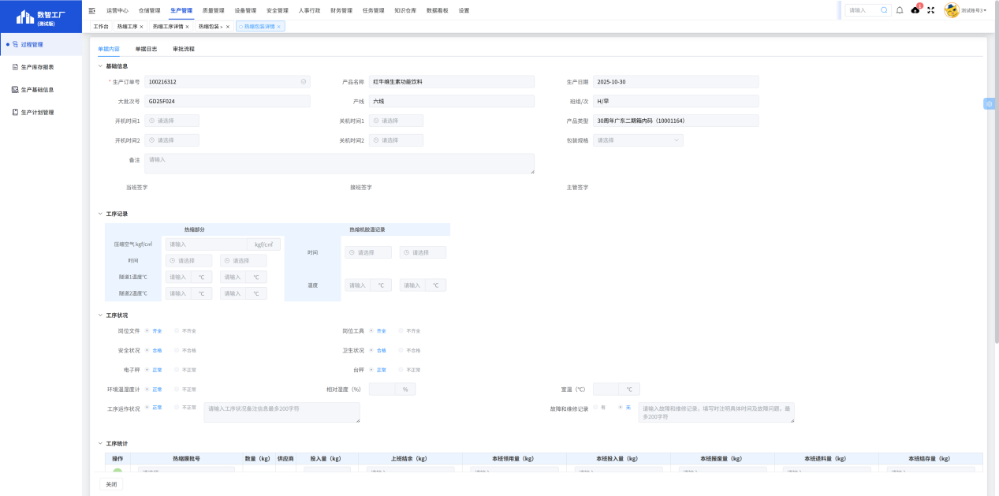 数智工厂
(测试版)
运营中心 仓储管理 生产管理 质量管理 设备管理 安全管理 人事行政 财务管理 任务管理 知识仓库 数据看板 设置
请输入
1
测试账号3
工作台 热缩工序 × 热缩工序详情 × 热缩包装 × 热缩包装详情 ×
过程管理
生产库存报表
生产基础信息
生产计划管理
单据内容 单据日志 审批流程
基础信息
* 生产订单号 100216312 产品名称 红牛维生素功能饮料 生产日期 2025-10-30
大批次号 GD25F024 产线 六线 班组/次 H/早
开机时间1 请选择 关机时间1 请选择 产品类型 30周年广东二期箱内码（10001164）
开机时间2 请选择 关机时间2 请选择 包装规格 请选择
备注 请输入
当班签字 接班签字 主管签字
工序记录
热缩部分 热缩机胶温记录
压缩空气 kgf/c㎡ 请输入 kgf/c㎡
时间 请选择 请选择 时间 请选择 请选择
隧道1温度℃ 请输入 ℃ 请输入 ℃
温度 请输入 ℃ 请输入 ℃
隧道2温度℃ 请输入 ℃ 请输入 ℃
工序状况
岗位文件 齐全 不齐全 岗位工具 齐全 不齐全
安全状况 合格 不合格 卫生状况 合格 不合格
电子秤 正常 不正常 台秤 正常 不正常
环境温湿度计 正常 不正常 相对湿度（%） % 室温（℃） ℃
工序运作状况 正常 不正常 请输入工序状况备注信息最多200字符 故障和维修记录 有 无 请输入故障和维修记录，填写时注明具体时间及故障问题，最
多200字符
工序统计
操作 热缩膜批号 数量（kg） 供应商 投入量（kg） 上班结余（kg） 本班领用量（kg） 本班投入量（kg） 本班报废量（kg） 本班退料量（kg） 本班结存量（kg）
关闭